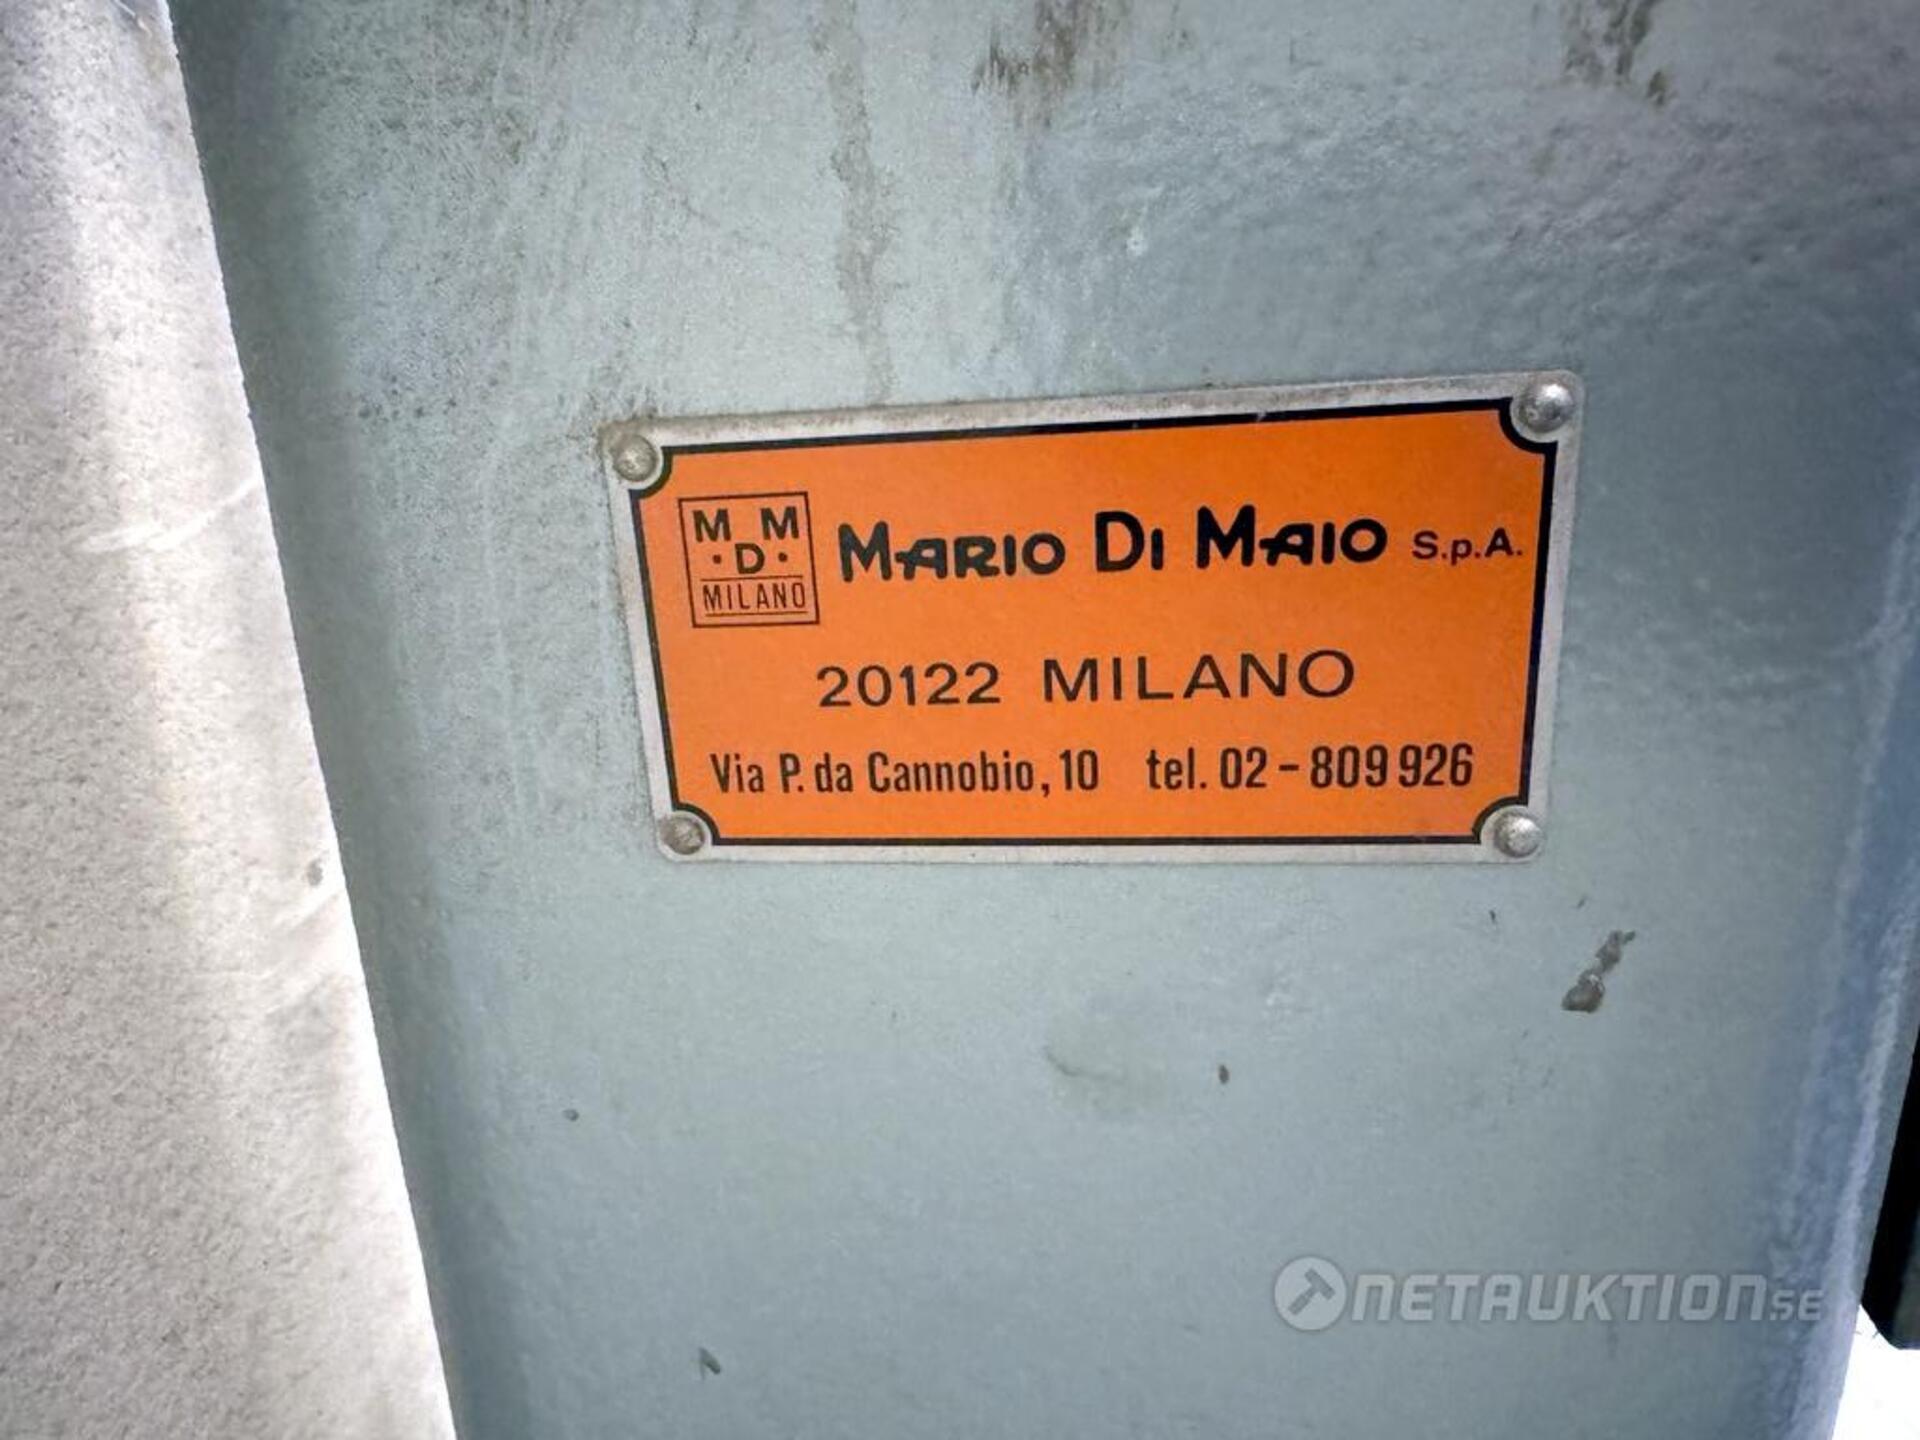 M M
· D ·
MILANO
MARIO DI MAIO S.p.A.
20122 MILANO
Via P. da Cannobio, 10 tel. 02-809 926
NETAUKTION.SE